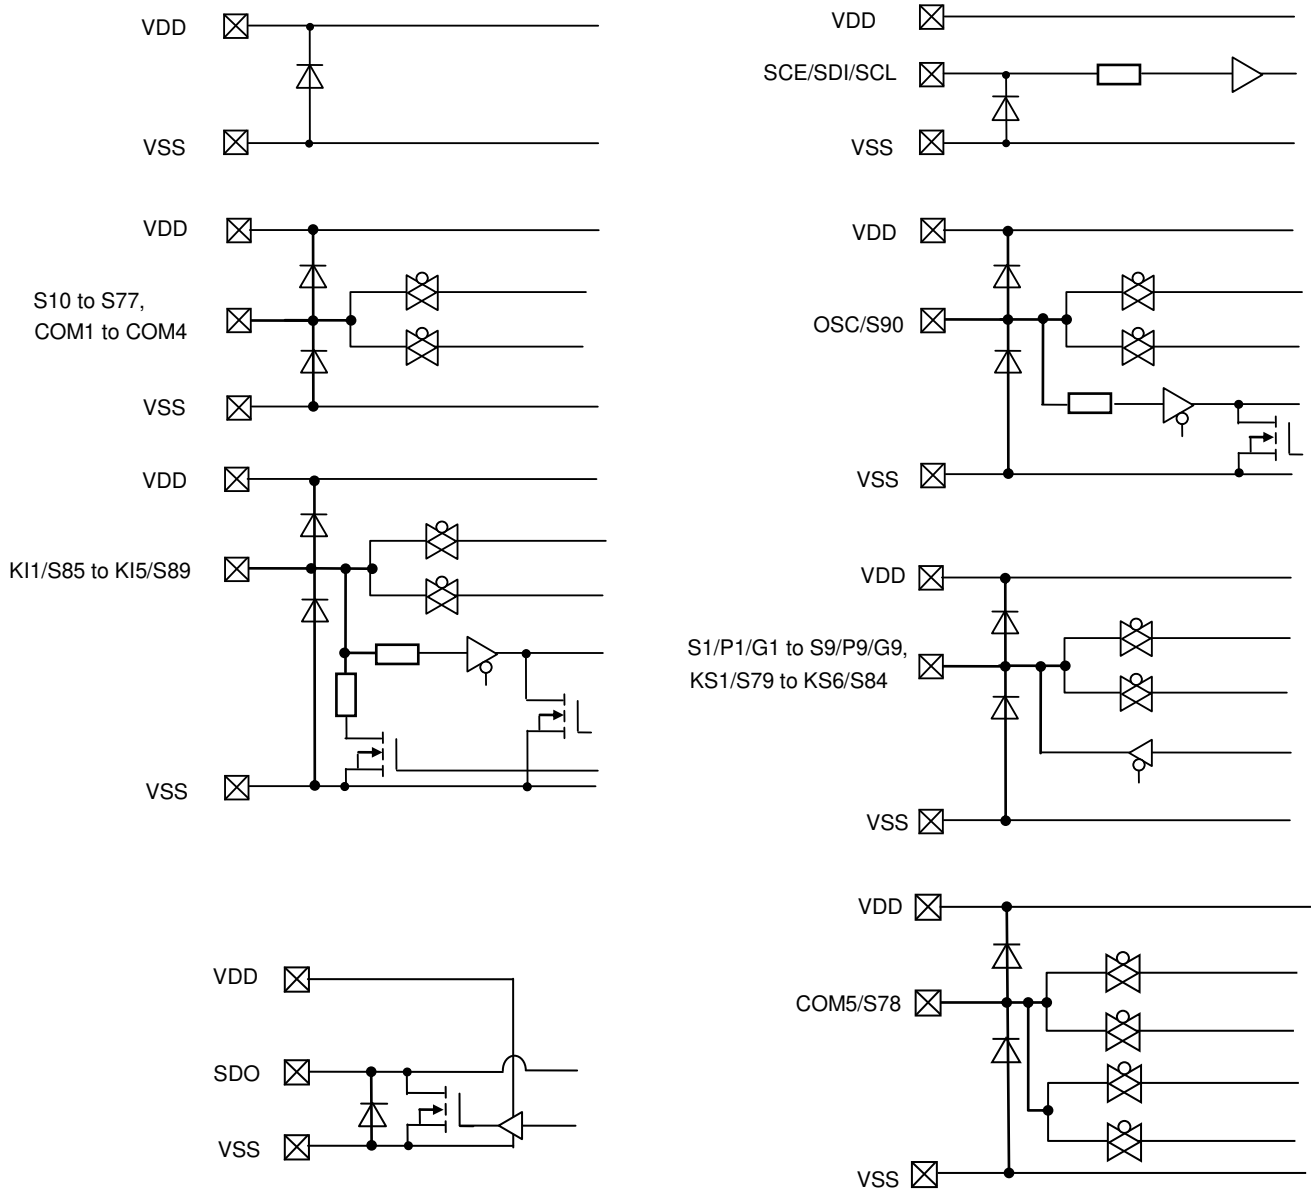 VDD
VSS
VDD
S10 to S77,
COM1 to COM4
VSS
VDD
KI1/S85 to KI5/S89
VSS
VDD
SDO
VSS
VDD
SCE/SDI/SCL
VSS
VDD
OSC/S90
VSS
VDD
S1/P1/G1 to S9/P9/G9,
KS1/S79 to KS6/S84
VSS
VDD
COM5/S78
VSS